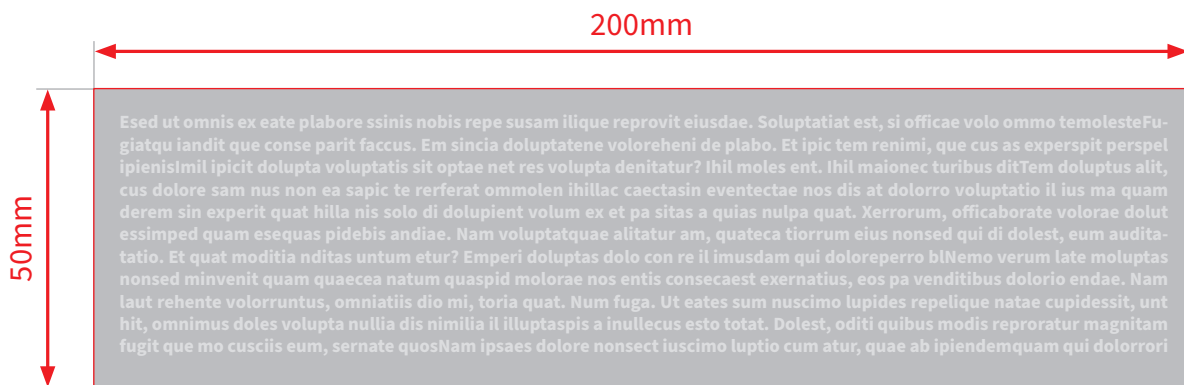 200mm
50mm
Esed ut omnis ex eate plabore ssinis nobis repe susam ilique reprovit eiusdae. Soluptatiat est, si officae volo ommo temolesteFu-
giatqu iandit que conse parit faccus. Em sincia doluptatene voloreheni de plabo. Et ipic tem renimi, que cus as experspit perspel
ipienisImil ipicit dolupta voluptatis sit optae net res volupta denitatur? Ihil moles ent. Ihil maionec turibus ditTem doluptus alit,
cus dolore sam nus non ea sapic te rerferat ommolen ihillac caectasin eventectae nos dis at dolorro voluptatio il ius ma quam
derem sin experit quat hilla nis solo di dolupient volum ex et pa sitas a quias nulpa quat. Xerrorum, officaborate volorae dolut
essimped quam esequas pidebis andiae. Nam voluptatquae alitatur am, quateca tiorrum eius nonsed qui di dolest, eum audita-
tatio. Et quat moditia nditas untum etur? Emperi doluptas dolo con re il imusdam qui doloreperro blNemo verum late moluptas
nonsed minvenit quam quaecea natum quaspid molorae nos entis consecaest exernatius, eos pa venditibus dolorio endae. Nam
laut rehente volorruntus, omniatiis dio mi, toria quat. Num fuga. Ut eates sum nuscimo lupides repelique natae cupidessit, unt
hit, omnimus doles volupta nullia dis nimilia il illuptaspis a inullecus esto totat. Dolest, oditi quibus modis reproratur magnitam
fugit que mo cusciis eum, sernate quosNam ipsaes dolore nonsect iuscimo luptio cum atur, quae ab ipiendemquam qui dolorrori